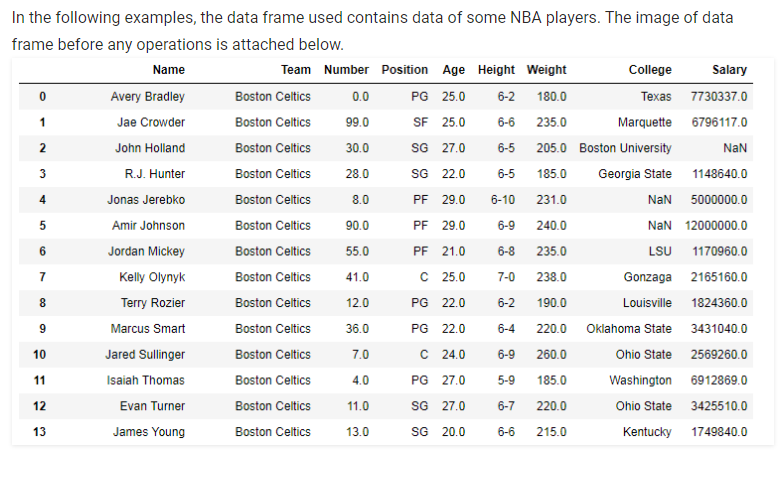 In the following examples, the data frame used contains data of some NBA players. The image of data
frame before any operations is attached below.
Name Team Number Position Age Height Weight College Salary
0 Avery Bradley Boston Celtics 0.0 PG 25.0 6-2 180.0 Texas 7730337.0
1 Jae Crowder Boston Celtics 99.0 SF 25.0 6-6 235.0 Marquette 6796117.0
2 John Holland Boston Celtics 30.0 SG 27.0 6-5 205.0 Boston University NaN
3 R.J. Hunter Boston Celtics 28.0 SG 22.0 6-5 185.0 Georgia State 1148640.0
4 Jonas Jerebko Boston Celtics 8.0 PF 29.0 6-10 231.0 NaN 5000000.0
5 Amir Johnson Boston Celtics 90.0 PF 29.0 6-9 240.0 NaN 12000000.0
6 Jordan Mickey Boston Celtics 55.0 PF 21.0 6-8 235.0 LSU 1170960.0
7 Kelly Olynyk Boston Celtics 41.0 C 25.0 7-0 238.0 Gonzaga 2165160.0
8 Terry Rozier Boston Celtics 12.0 PG 22.0 6-2 190.0 Louisville 1824360.0
9 Marcus Smart Boston Celtics 36.0 PG 22.0 6-4 220.0 Oklahoma State 3431040.0
10 Jared Sullinger Boston Celtics 7.0 C 24.0 6-9 260.0 Ohio State 2569260.0
11 Isaiah Thomas Boston Celtics 4.0 PG 27.0 5-9 185.0 Washington 6912869.0
12 Evan Turner Boston Celtics 11.0 SG 27.0 6-7 220.0 Ohio State 3425510.0
13 James Young Boston Celtics 13.0 SG 20.0 6-6 215.0 Kentucky 1749840.0